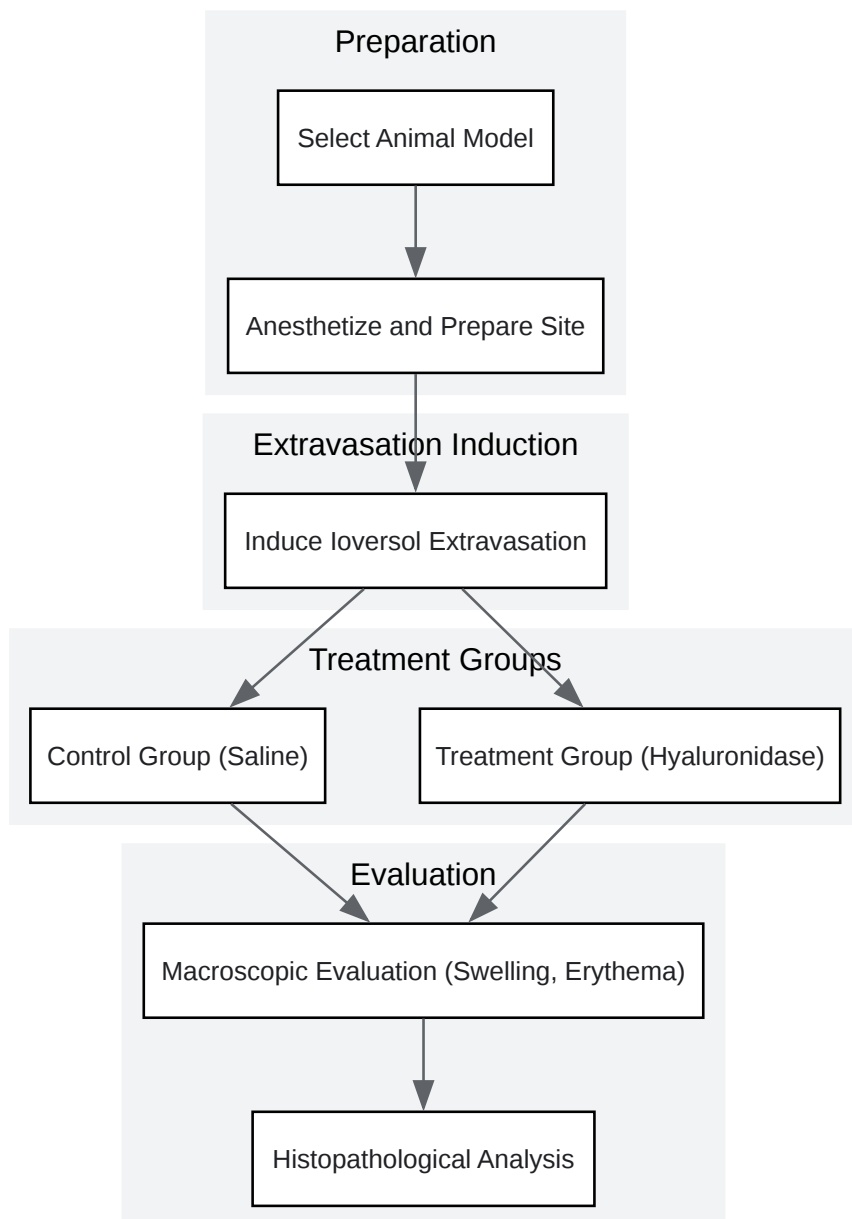 Preparation
Select Animal Model
Anesthetize and Prepare Site
Extravasation Induction
Induce Ioversol Extravasation
Treatment Groups
Control Group (Saline)
Treatment Group (Hyaluronidase)
Evaluation
Macroscopic Evaluation (Swelling, Erythema)
Histopathological Analysis